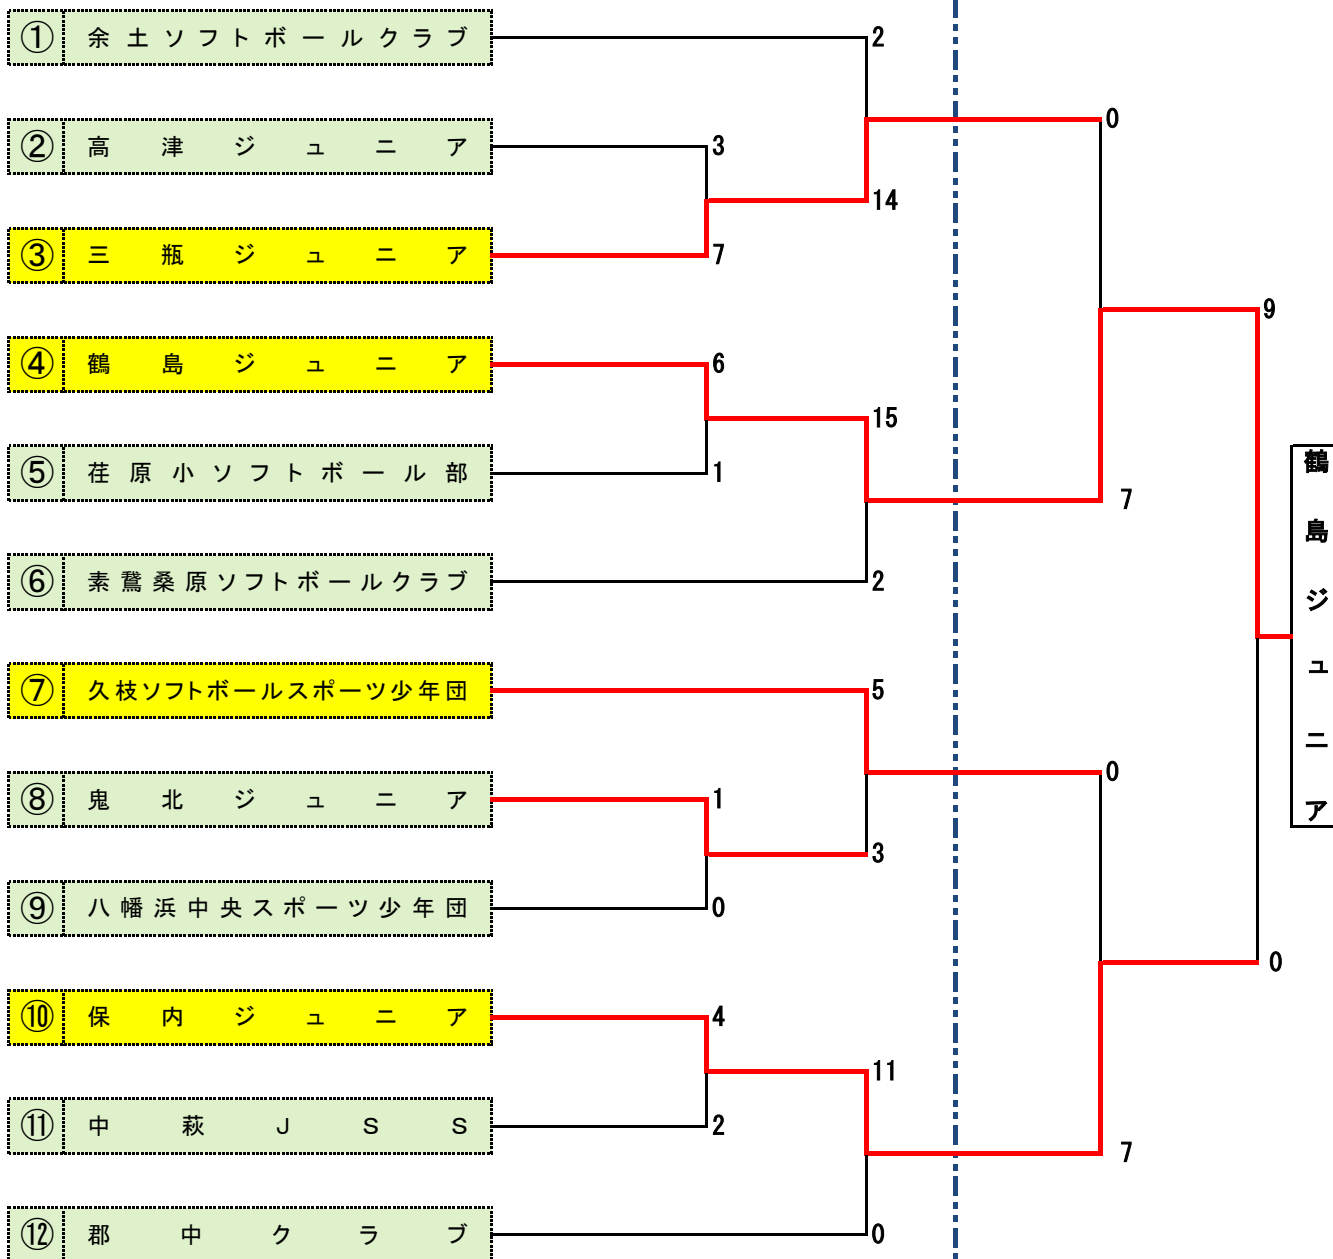 ① 余土ソフトボールクラブ
2
0
② 高津ジュニア
3
14
③ 三瓶ジュニア
7
9
④ 鶴島ジュニア
6
15
⑤ 荏原小ソフトボール部
1
7
⑥ 素鵞桑原ソフトボールクラブ
2
鶴島ジュニア
⑦ 久枝ソフトボールスポーツ少年団
5
0
⑧ 鬼北ジュニア
1
3
⑨ 八幡浜中央スポーツ少年団
0
0
⑩ 保内ジュニア
4
11
⑪ 中萩JSS
2
7
⑫ 郡中クラブ
0